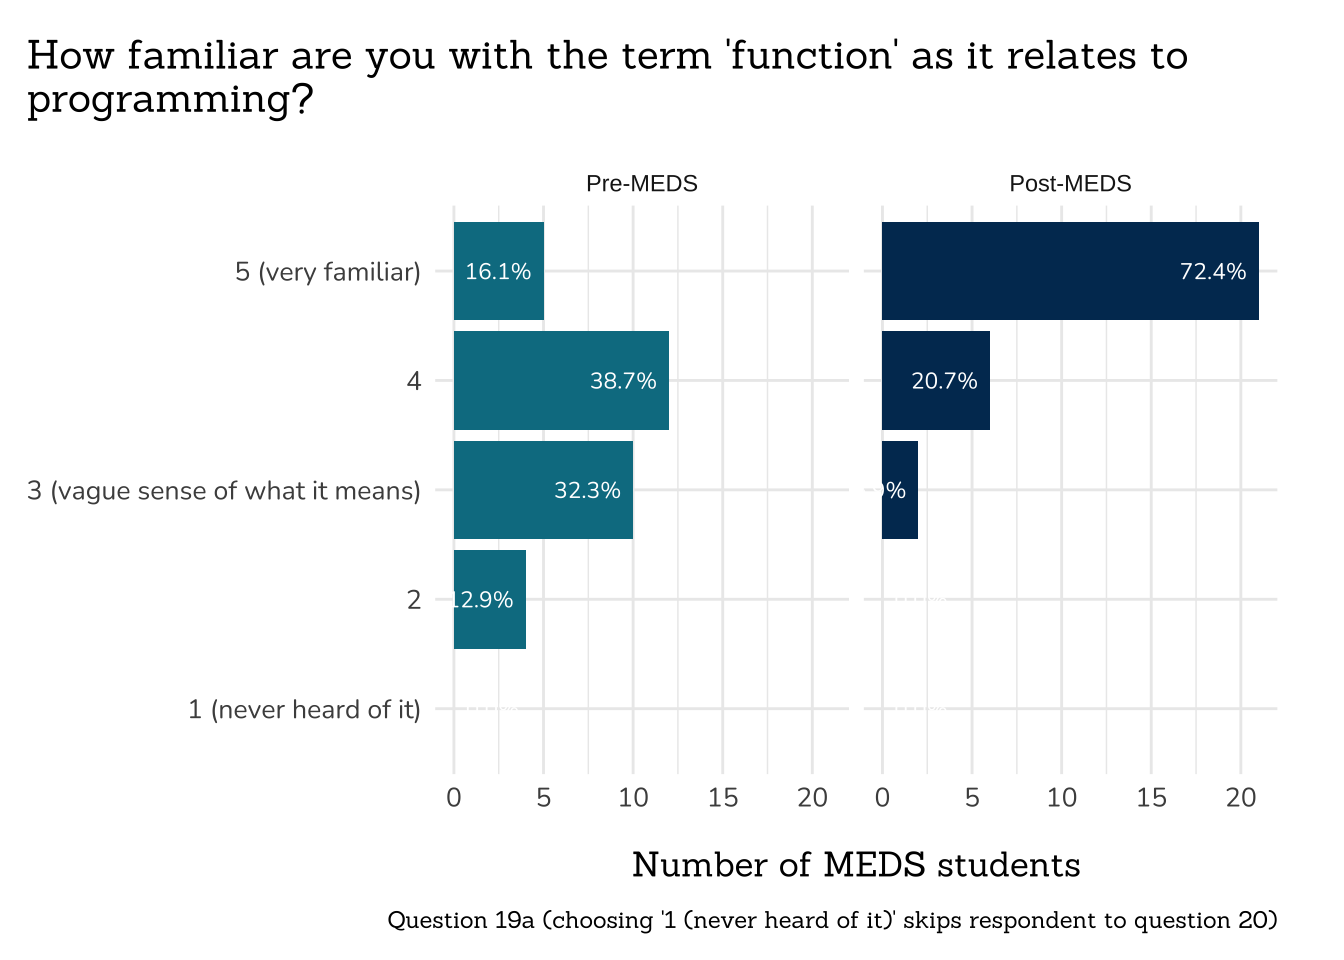 How familiar are you with the term 'function' as it relates to
programming?
Pre-MEDS
Post-MEDS
5 (very familiar)
16.1%
72.4%
4
38.7%
20.7%
3 (vague sense of what it means)
32.3%
2
12.9%
1 (never heard of it)
0 5 10 15 20
0 5 10 15 20
Number of MEDS students
Question 19a (choosing '1 (never heard of it)' skips respondent to question 20)